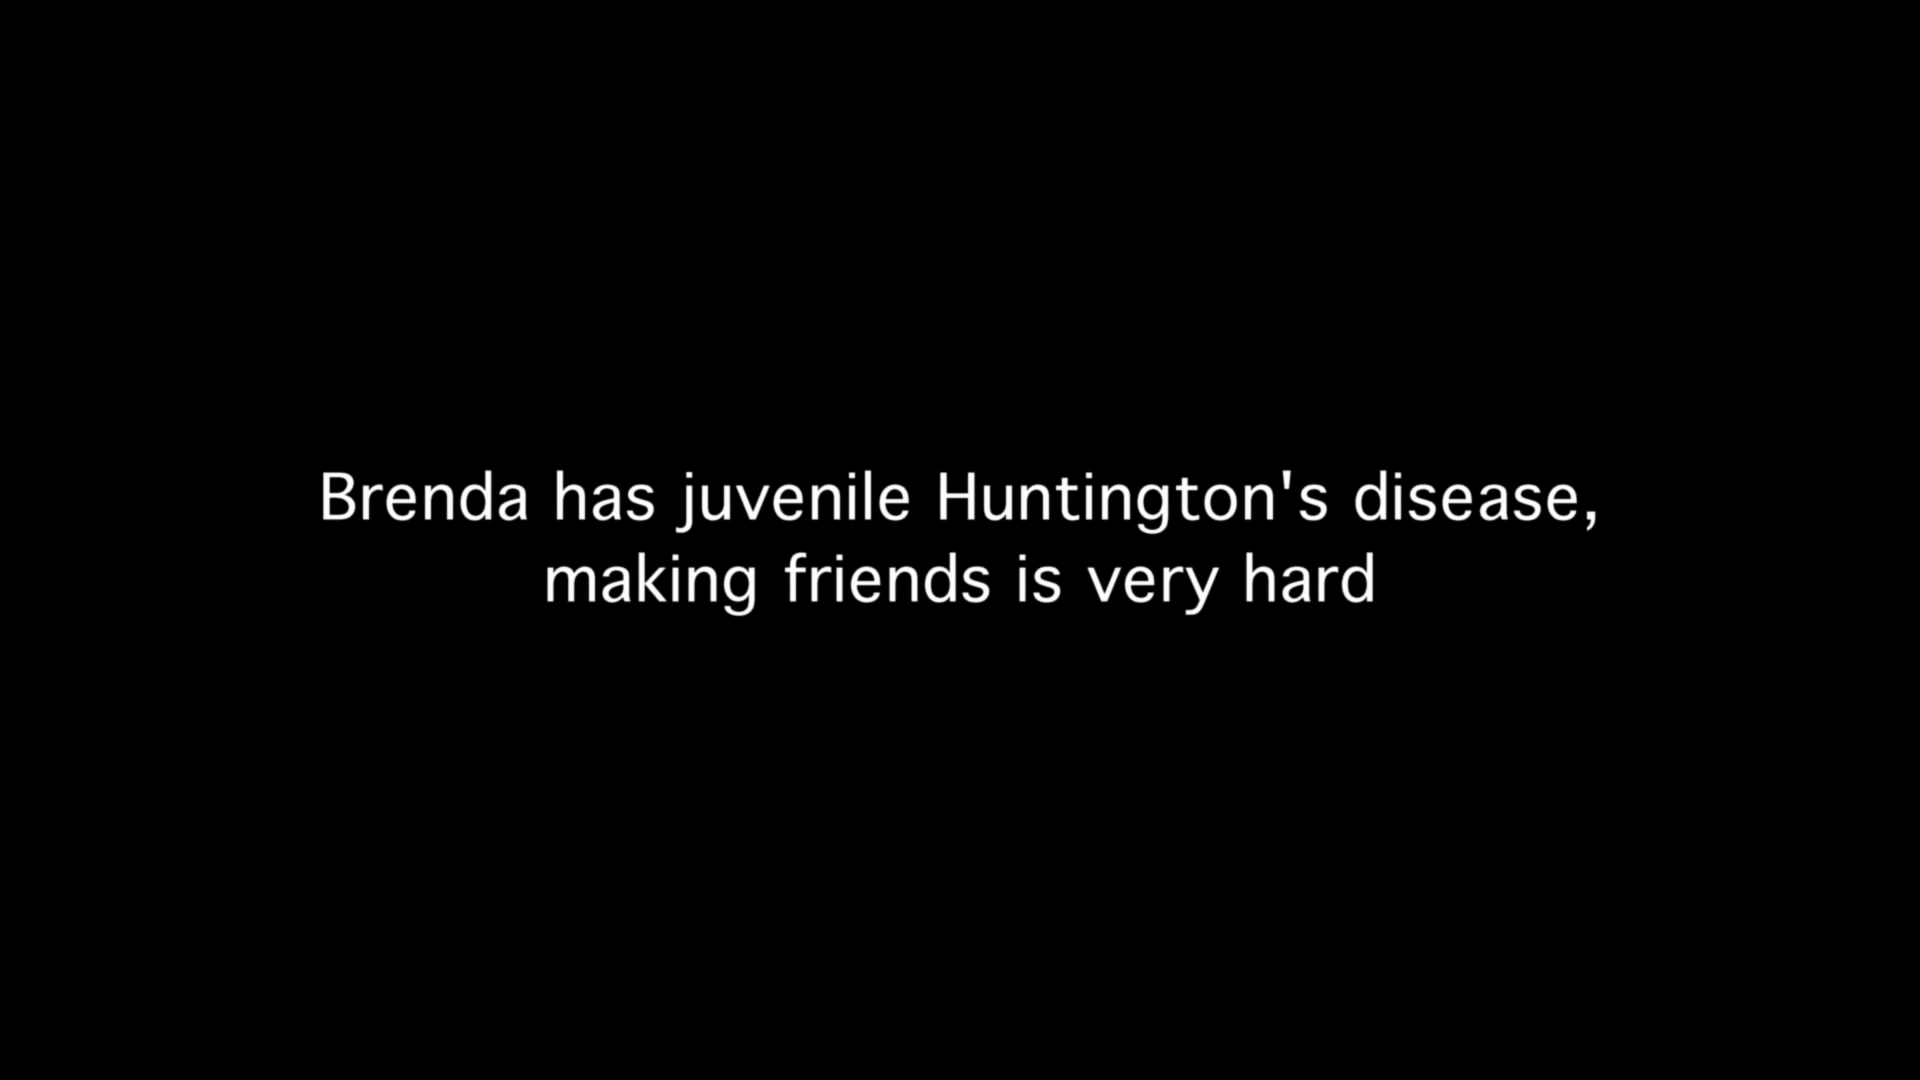 Brenda has juvenile Huntington's disease,
making friends is very hard